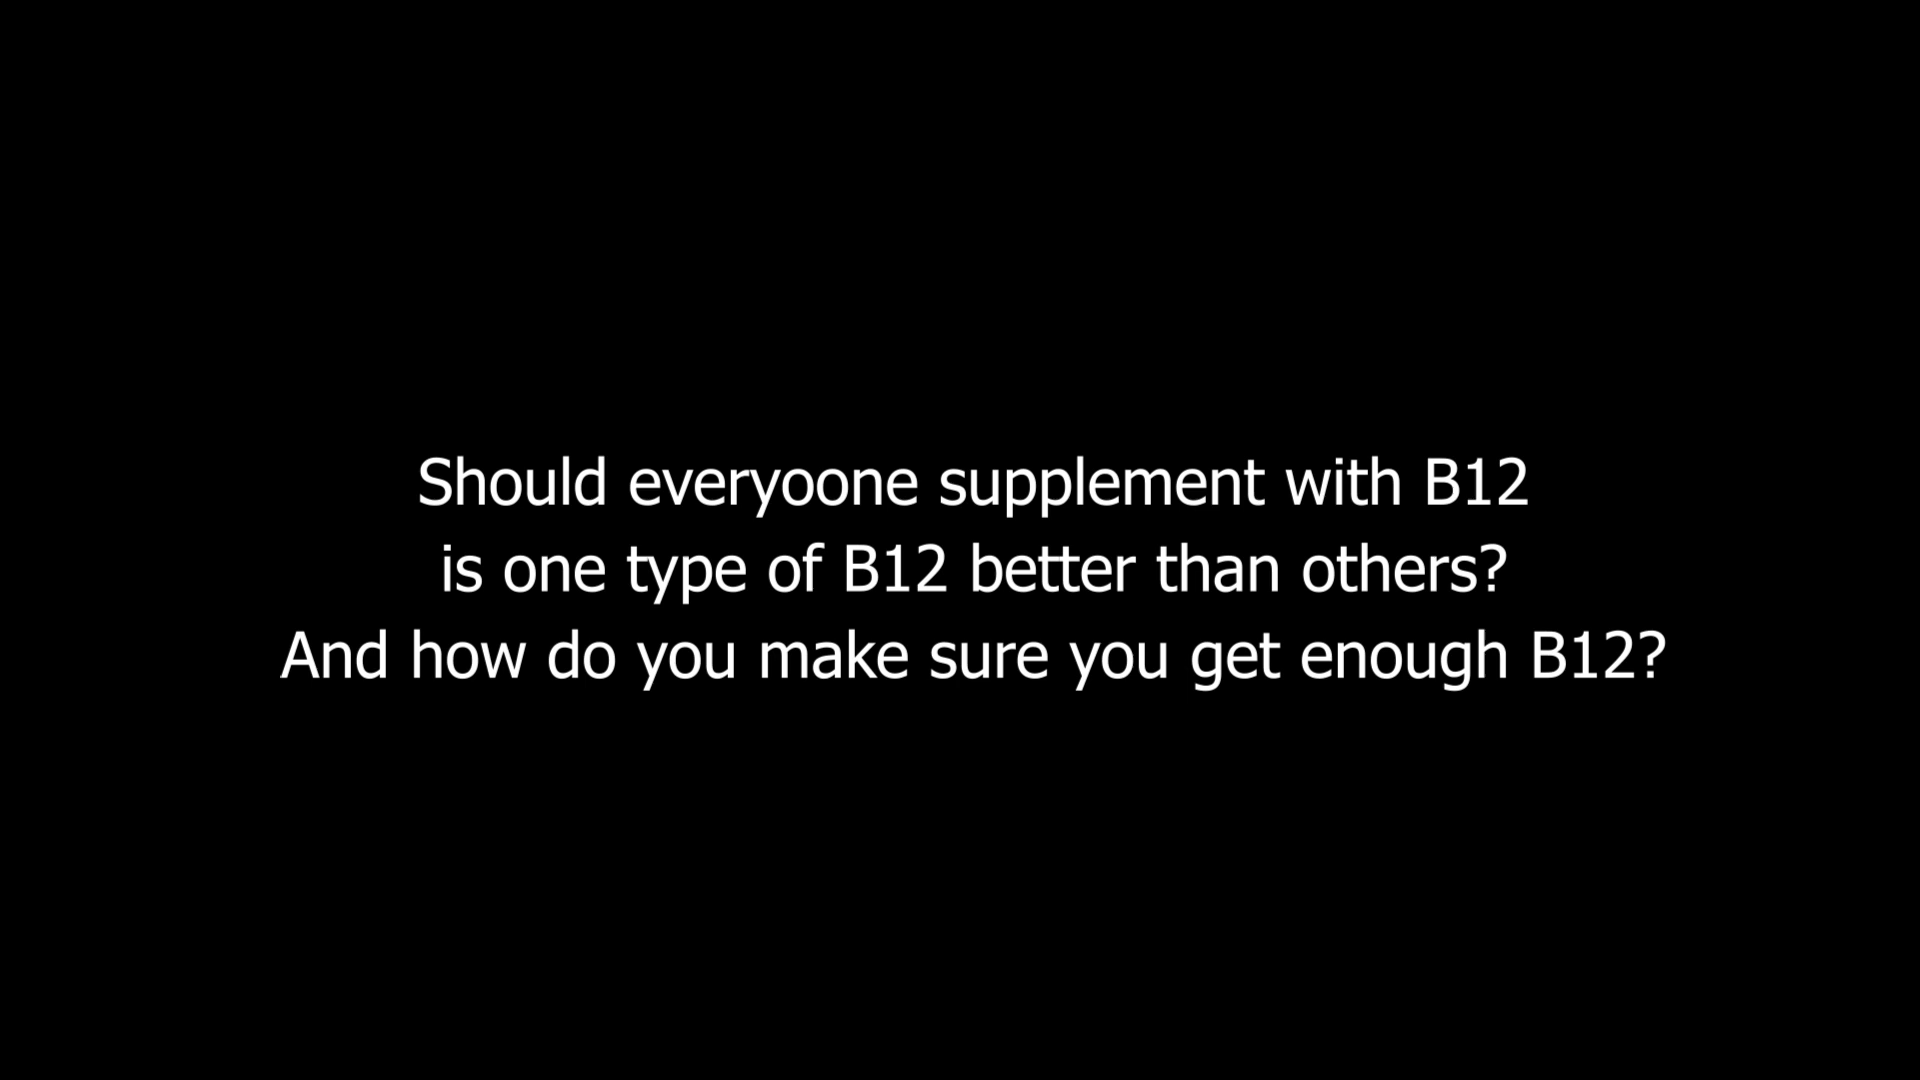 Should everyoone supplement with B12
is one type of B12 better than others?
And how do you make sure you get enough B12?